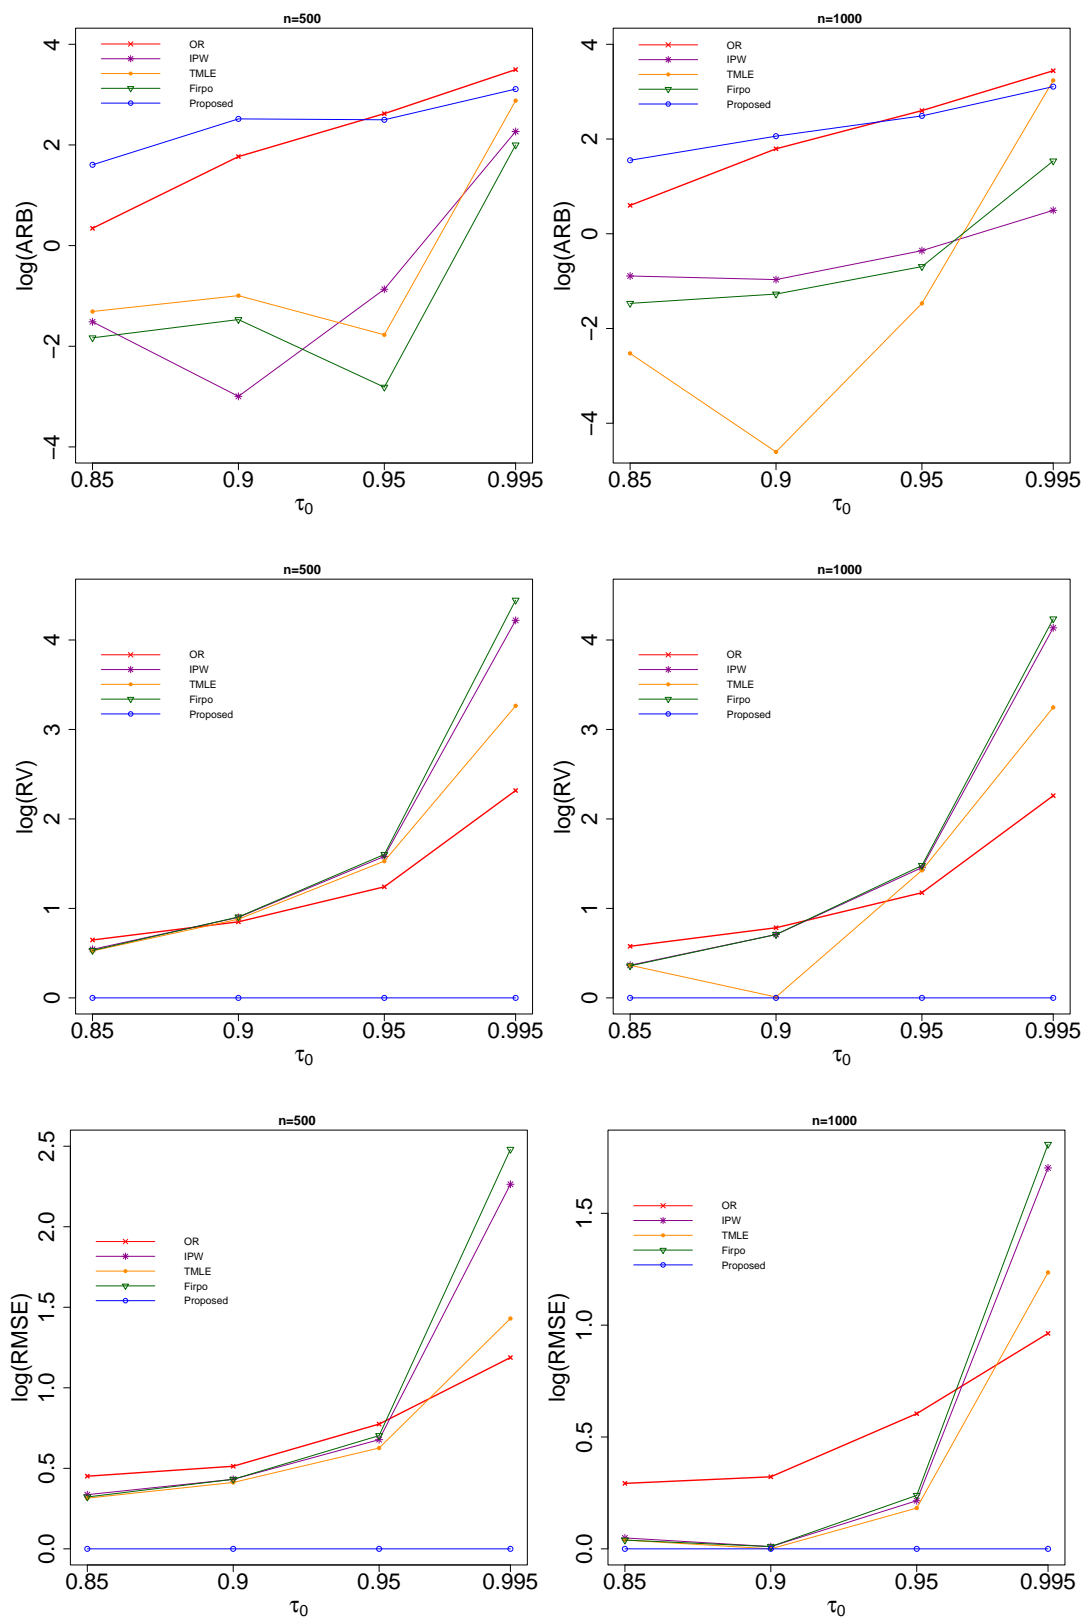 n=500
log(ARB)
4
2
0
−2
−4
OR
IPW
TMLE
Firpo
Proposed
0.85
0.9
0.95
0.995
τ0
n=1000
log(ARB)
4
2
0
−2
−4
OR
IPW
TMLE
Firpo
Proposed
0.85
0.9
0.95
0.995
τ0
n=500
log(RV)
4
3
2
1
0
OR
IPW
TMLE
Firpo
Proposed
0.85
0.9
0.95
0.995
τ0
n=1000
log(RV)
4
3
2
1
0
OR
IPW
TMLE
Firpo
Proposed
0.85
0.9
0.95
0.995
τ0
n=500
log(RMSE)
2.5
2.0
1.5
1.0
0.5
0.0
OR
IPW
TMLE
Firpo
Proposed
0.85
0.9
0.95
0.995
τ0
n=1000
log(RMSE)
1.5
1.0
0.5
0.0
OR
IPW
TMLE
Firpo
Proposed
0.85
0.9
0.95
0.995
τ0